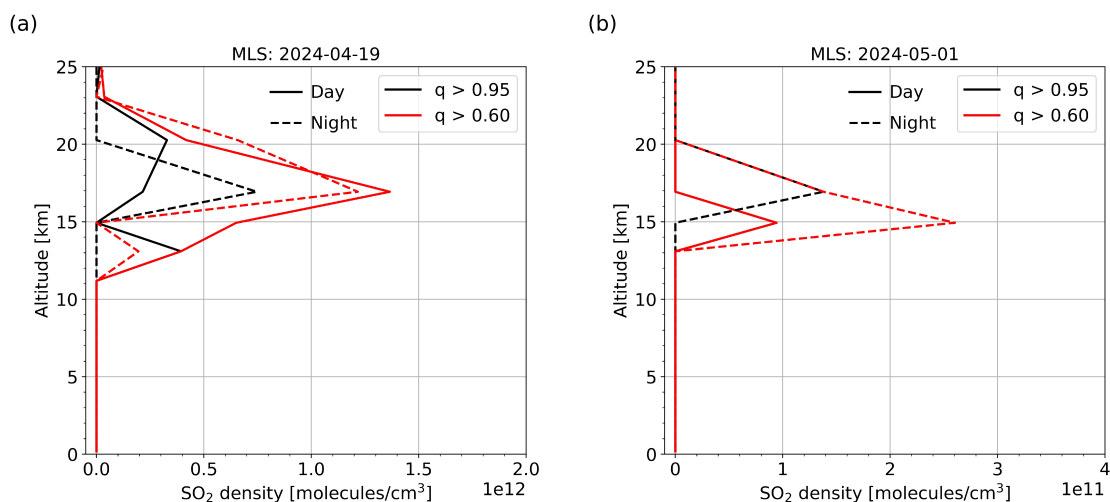 (a)
MLS: 2024-04-19
Day
Night
q > 0.95
q > 0.60
25
20
15
10
5
0
Altitude [km]
0.0 0.5 1.0 1.5 2.0
1e12
SO₂ density [molecules/cm³]
(b)
MLS: 2024-05-01
Day
Night
q > 0.95
q > 0.60
25
20
15
10
5
0
Altitude [km]
0 1 2 3 4
1e11
SO₂ density [molecules/cm³]